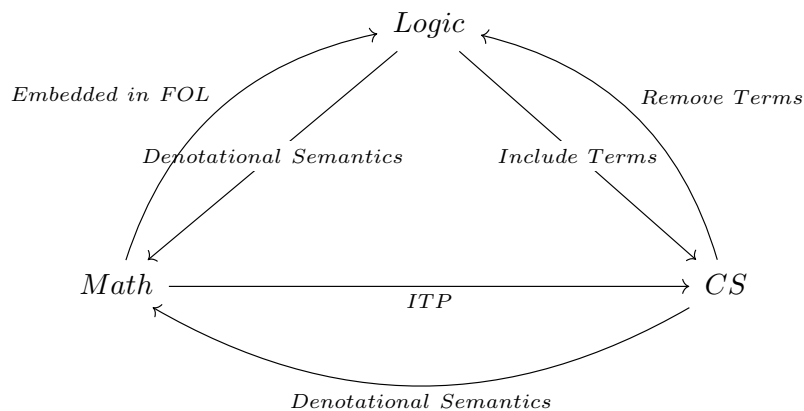 Logic
Embedded in FOL
Remove Terms
Denotational Semantics
Include Terms
Math
CS
ITP
Denotational Semantics